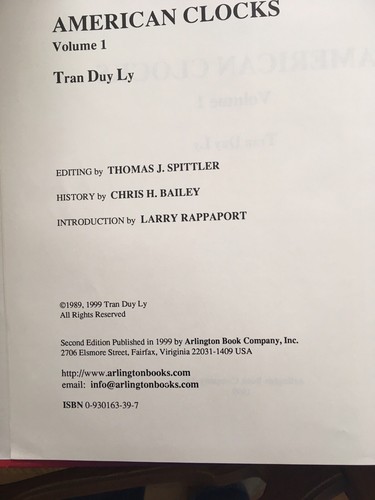 AMERICAN CLOCKS
Volume 1
Tran Duy Ly
EDITING by THOMAS J. SPITTLER
HISTORY by CHRIS H. BAILEY
INTRODUCTION by LARRY RAPPAPORT
©1989, 1999 Tran Duy Ly
All Rights Reserved
Second Edition Published in 1999 by Arlington Book Company, Inc.
2706 Elsmore Street, Fairfax, Viriginia 22031-1409 USA
http://www.arlingtonbooks.com
email: info@arlingtonbooks.com
ISBN 0-930163-39-7